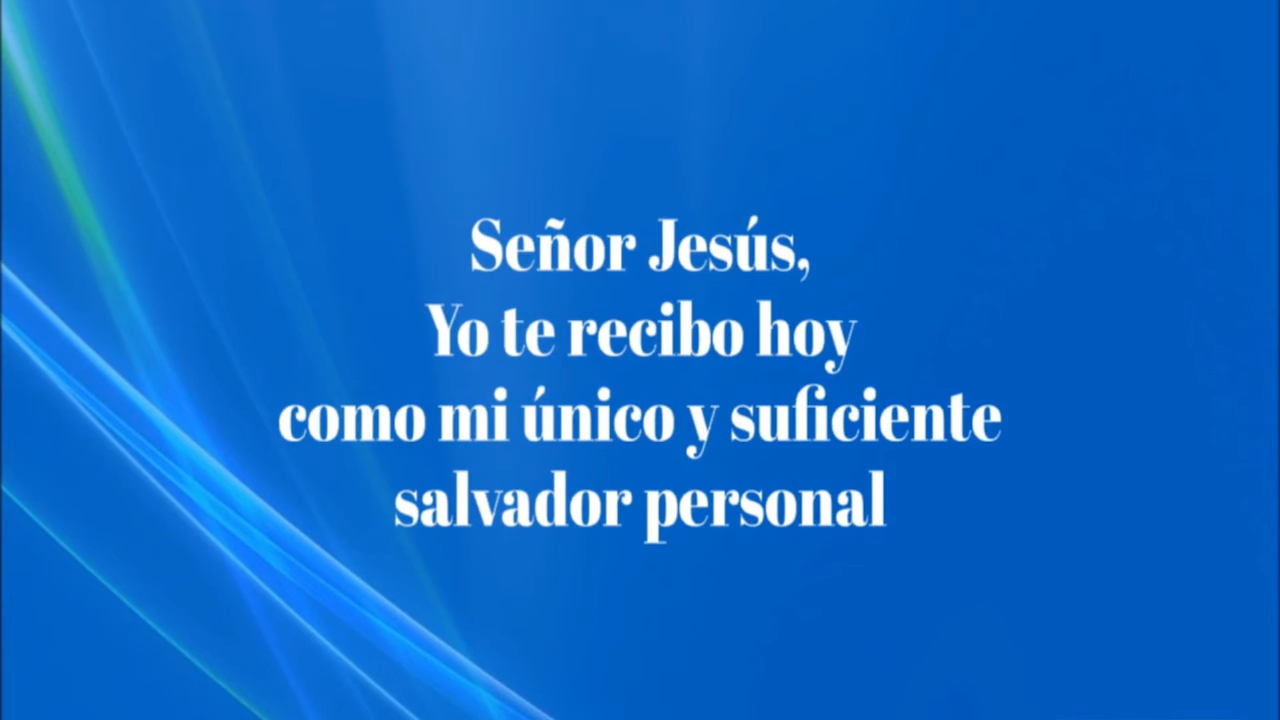 Señor Jesús,
Yo te recibo hoy
como mi único y suficiente
salvador personal